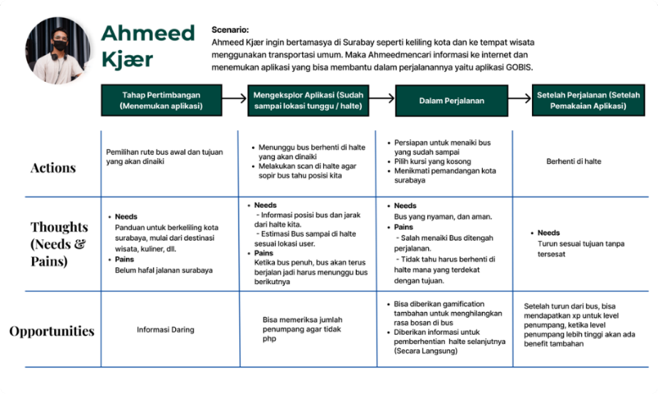 Ahmeed
Kjær
Scenario:
Ahmeed Kjær ingin bertamasya di Surabay seperti keliling kota dan ke tempat wisata
menggunakan transportasi umum. Maka Ahmeedmencari informasi ke internet dan
menemukan aplikasi yang bisa membantu dalam perjalanannya yaitu aplikasi GOBIS.
Tahap Pertimbangan
(Menemukan aplikasi)
Mengeksplor Aplikasi (Sudah
sampai lokasi tunggu / halte)
Dalam Perjalanan
Setelah Perjalanan (Setelah
Pemakaian Aplikasi)
Actions
Pemilihan rute bus awal dan tujuan
yang akan dinaiki
• Menunggu bus berhenti di halte
yang akan dinaiki
• Melakukan scan di halte agar
sopir bus tahu posisi kita
• Persiapan untuk menaiki bus
yang sudah sampai
• Pilih kursi yang kosong
• Menikmati pemandangan kota
surabaya
Berhenti di halte
Thoughts
(Needs &
Pains)
• Needs
Panduan untuk berkeliling kota
surabaya, mulai dari destinasi
wisata, kuliner, dll.
• Pains
Belum hafal jalanan surabaya
• Needs
- Informasi posisi bus dan jarak
dari halte kita.
- Estimasi Bus sampai di halte
sesuai lokasi user.
• Pains
Ketika bus penuh, bus akan terus
berjalan jadi harus menunggu bus
berikutnya
• Needs
Bus yang nyaman, dan aman.
• Pains
- Salah menaiki Bus ditengah
perjalanan.
- Tidak tahu harus berhenti di
halte mana yang terdekat
dengan tujuan.
• Needs
Turun sesuai tujuan tanpa
tersesat
Opportunities
Informasi Daring
Bisa memeriksa jumlah
penumpang agar tidak
php
• Bisa diberikan gamification
tambahan untuk menghilangkan
rasa bosan di bus
• Diberikan informasi untuk
pemberhentian halte selanjutnya
(Secara Langsung)
Setelah turun dari bus, bisa
mendapatkan xp untuk level
penumpang, ketika level
penumpang lebih tinggi akan ada
benefit tambahan